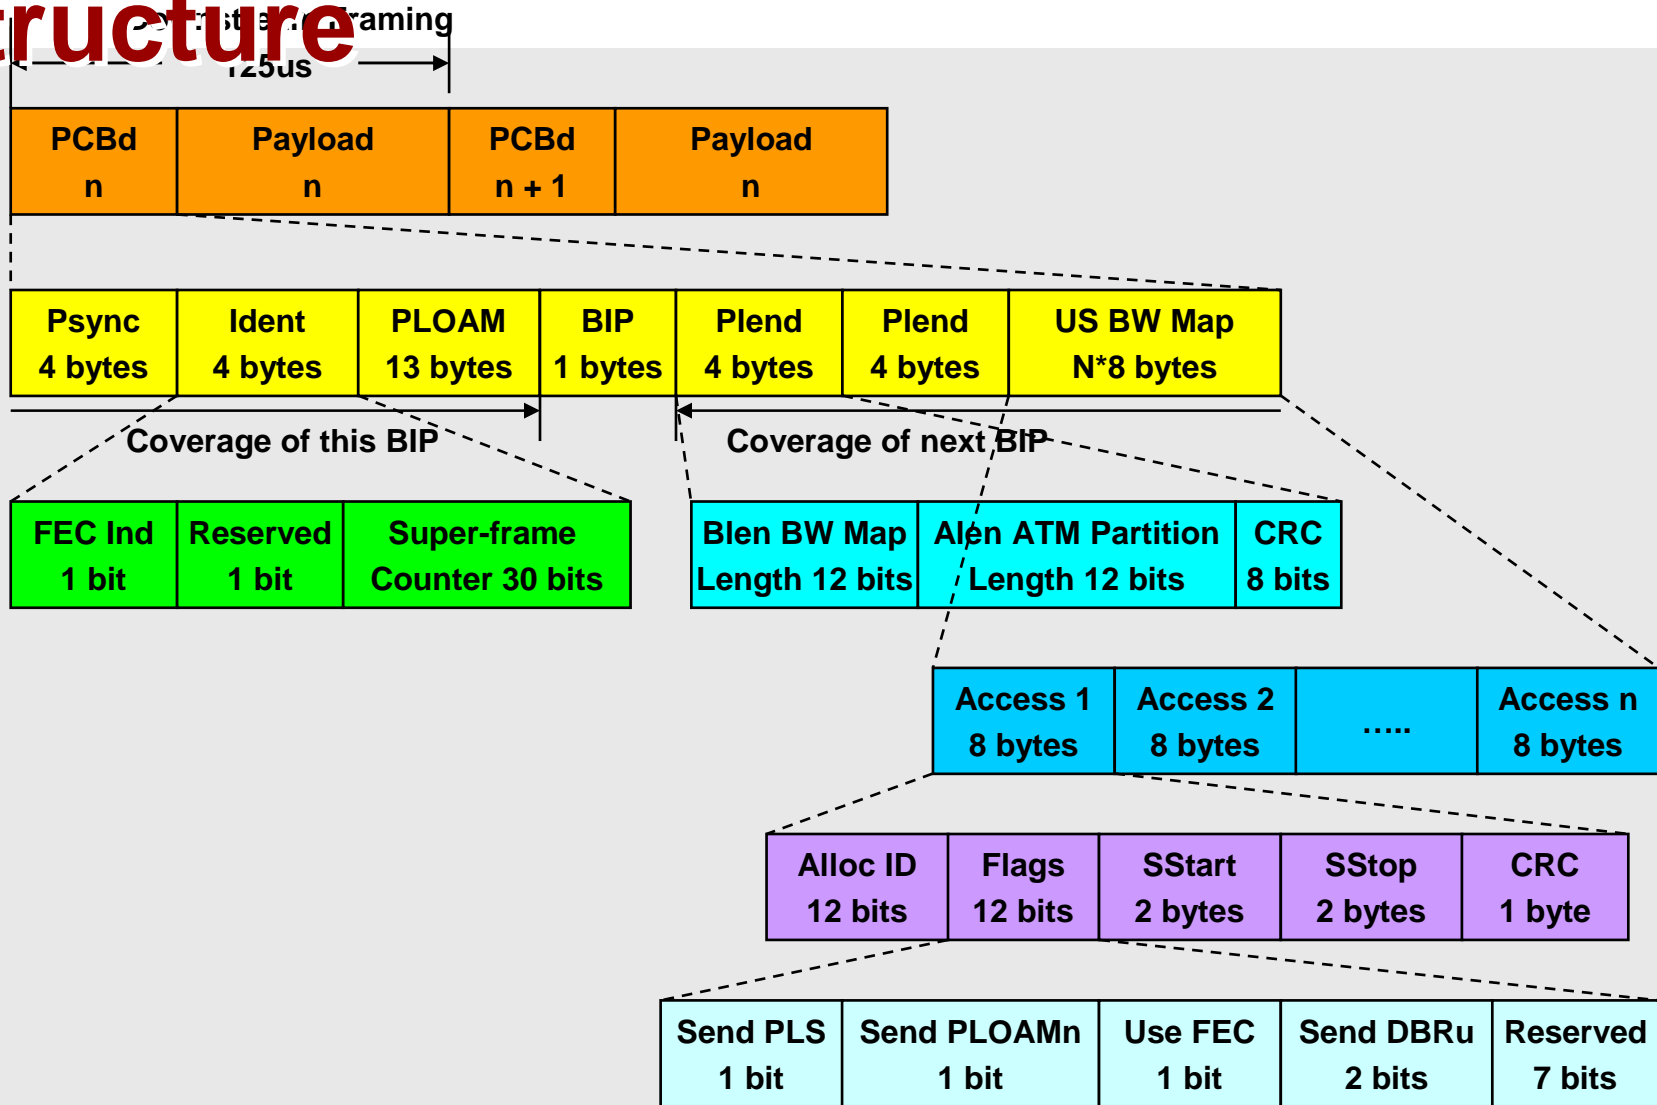 tructure
Framing
125us
PCBd
n
Payload
n
PCBd
n + 1
Payload
n
Psync
4 bytes
Ident
4 bytes
PLOAM
13 bytes
BIP
1 bytes
Plend
4 bytes
Plend
4 bytes
US BW Map
N*8 bytes
Coverage of this BIP
Coverage of next BIP
FEC Ind
1 bit
Reserved
1 bit
Super-frame
Counter 30 bits
Blen BW Map
Length 12 bits
Alen ATM Partition
Length 12 bits
CRC
8 bits
Access 1
8 bytes
Access 2
8 bytes
…..
Access n
8 bytes
Alloc ID
12 bits
Flags
12 bits
SStart
2 bytes
SStop
2 bytes
CRC
1 byte
Send PLS
1 bit
Send PLOAMn
1 bit
Use FEC
1 bit
Send DBRu
2 bits
Reserved
7 bits